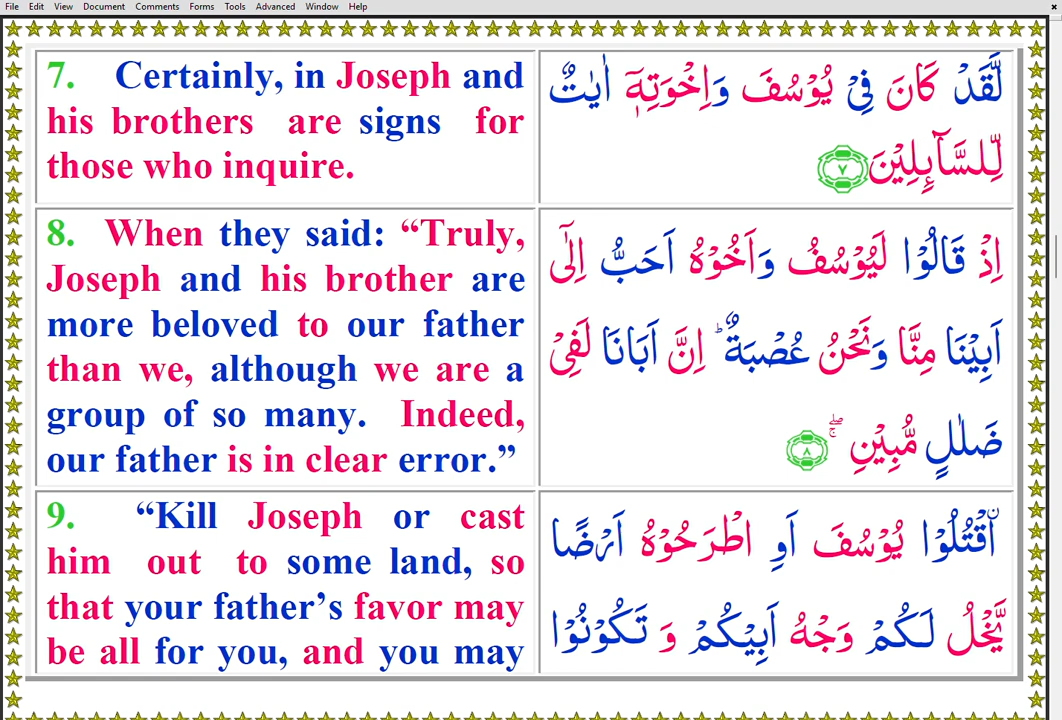 File Edit View Document Comments Forms Tools Advanced Window Help
7. Certainly, in Joseph and
his brothers are signs for
those who inquire.
لَّقَدْ كَانَ فِيْ يُوْسُفَ وَاِخْوَتِهٖٓ اٰيٰتٌ
لِّلسَّآئِلِيْنَ ٧
8. When they said: “Truly,
Joseph and his brother are
more beloved to our father
than we, although we are a
group of so many. Indeed,
our father is in clear error.”
اِذْ قَالُوْا لَيُوْسُفُ وَاَخُوْهُ اَحَبُّ اِلٰٓى
اَبِيْنَا مِنَّا وَنَحْنُ عُصْبَةٌ ؕ اِنَّ اَبَانَا لَفِيْ
ضَلٰلٍ مُّبِيْنِ ۖۚ ٨
9. “Kill Joseph or cast
him out to some land, so
that your father’s favor may
be all for you, and you may
اۨقْتُلُوْا يُوْسُفَ اَوِ اطْرَحُوْهُ اَرْضًا
يَّخْلُ لَكُمْ وَجْهُ اَبِيْكُمْ وَ تَكُوْنُوْا